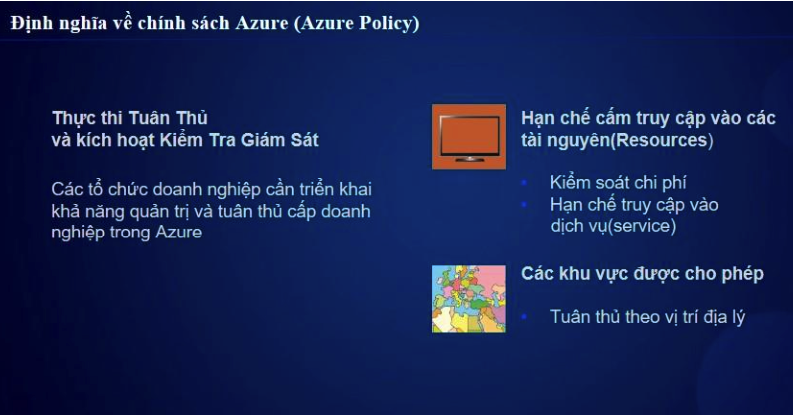 Định nghĩa về chính sách Azure (Azure Policy)
Thực thi Tuân Thủ
và kích hoạt Kiểm Tra Giám Sát
Các tổ chức doanh nghiệp cần triển khai
khả năng quản trị và tuân thủ cấp doanh
nghiệp trong Azure
Hạn chế cấm truy cập vào các
tài nguyên(Resources)
• Kiểm soát chi phí
• Hạn chế truy cập vào
dịch vụ(service)
Các khu vực được cho phép
• Tuân thủ theo vị trí địa lý